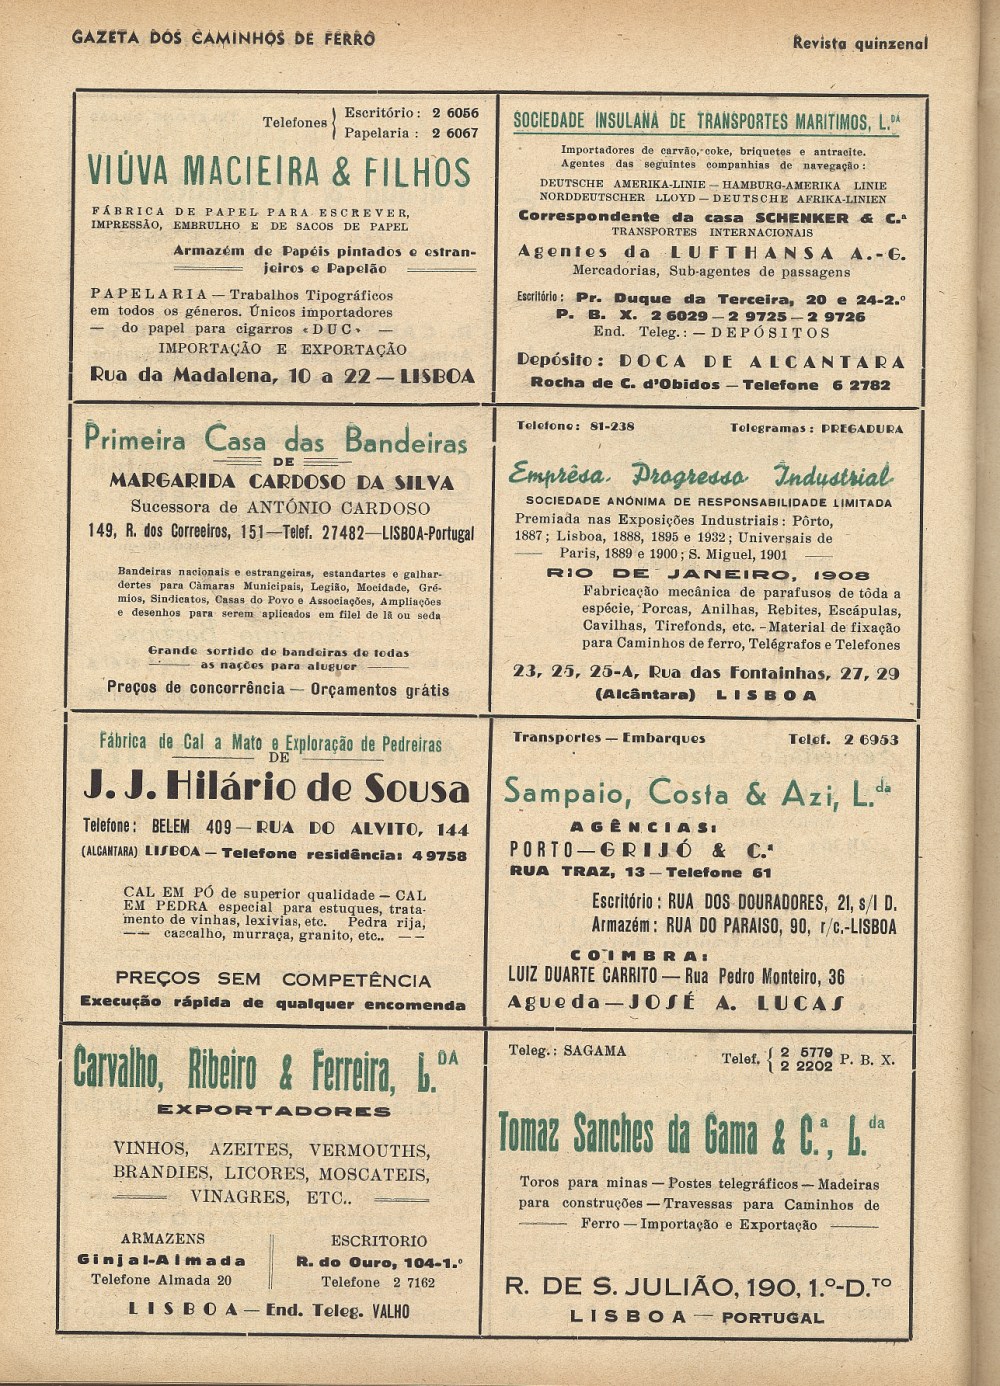 GAZETA DOS CAMINHOS DE FERRO
Revista quinzenal
Telefones { Escritório: 2 6056
Papelaria: 2 6067
VIÚVA MACIEIRA & FILHOS
FÁBRICA DE PAPEL PARA ESCREVER,
IMPRESSÃO, EMBRULHO E DE SACOS DE PAPEL
Armazém de Papéis pintados e estran-
jeiros e Papelão
PAPELARIA — Trabalhos Tipográficos
em todos os géneros. Únicos importadores
— do papel para cigarros «DUC» —
IMPORTAÇÃO E EXPORTAÇÃO
Rua da Madalena, 10 a 22 — LISBOA
SOCIEDADE INSULANA DE TRANSPORTES MARITIMOS, L.DA
Importadores de carvão, coke, briquetes e antracite.
Agentes das seguintes companhias de navegação:
DEUTSCHE AMERIKA-LINIE — HAMBURG-AMERIKA LINIE
NORDDEUTSCHER LLOYD — DEUTSCHE AFRIKA-LINIEN
Correspondente da casa SCHENKER & C.ª
TRANSPORTES INTERNACIONAIS
Agentes da LUFTHANSA A.-G.
Mercadorias, Sub-agentes de passagens
Escritório: Pr. Duque da Terceira, 20 e 24-2.º
P. B. X. 2 6029 — 2 9725 — 2 9726
End. Teleg.: — DEPÓSITOS
Depósito: DOCA DE ALCANTARA
Rocha de C. d'Obidos — Telefone 6 2782
Primeira Casa das Bandeiras
DE
MARGARIDA CARDOSO DA SILVA
Sucessora de ANTÓNIO CARDOSO
149, R. dos Correeiros, 151—Telef. 27482—LISBOA-Portugal
Bandeiras nacionais e estrangeiras, estandartes e galhar-
dertes para Câmaras Municipais, Legião, Mocidade, Gré-
mios, Sindicatos, Casas do Povo e Associações, Ampliações
e desenhos para serem aplicados em filel de lã ou seda
Grande sortido de bandeiras de todas
as nações para aluguer
Preços de concorrência — Orçamentos grátis
Telefone: 81-238 Telegramas: PREGADURA
Emprêsa Progresso Industrial
SOCIEDADE ANÓNIMA DE RESPONSABILIDADE LIMITADA
Premiada nas Exposições Industriais: Pôrto,
1887; Lisboa, 1888, 1895 e 1932; Universais de
Paris, 1889 e 1900; S. Miguel, 1901
RIO DE JANEIRO, 1908
Fabricação mecânica de parafusos de tôda a
espécie, Porcas, Anilhas, Rebites, Escápulas,
Cavilhas, Tirefonds, etc. - Material de fixação
para Caminhos de ferro, Telégrafos e Telefones
23, 25, 25-A, Rua das Fontainhas, 27, 29
(Alcântara) LISBOA
Fábrica de Cal a Mato e Exploração de Pedreiras
DE
J. J. Hilário de Sousa
Telefone: BELEM 409 — RUA DO ALVITO, 144
(ALCANTARA) LISBOA — Telefone residência: 4 9758
CAL EM PÓ de superior qualidade — CAL
EM PEDRA especial para estuques, trata-
mento de vinhas, lexivias, etc. Pedra rija,
cascalho, murraça, granito, etc..
PREÇOS SEM COMPETÊNCIA
Execução rápida de qualquer encomenda
Transportes — Embarques Telef. 2 6953
Sampaio, Costa & Azi, L.da
AGÊNCIAS:
PORTO—GRIJÓ & C.ª
RUA TRAZ, 13 — Telefone 61
Escritório: RUA DOS DOURADORES, 21, s/l D.
Armazém: RUA DO PARAISO, 90, r/c.-LISBOA
COIMBRA:
LUIZ DUARTE CARRITO — Rua Pedro Monteiro, 36
Agueda—JOSÉ A. LUCAS
Carvalho, Ribeiro & Ferreira, L.DA
EXPORTADORES
VINHOS, AZEITES, VERMOUTHS,
BRANDIES, LICORES, MOSCATEIS,
VINAGRES, ETC..
ARMAZENS
Ginjal-Almada
Telefone Almada 20
ESCRITORIO
R. do Ouro, 104-1.º
Telefone 2 7162
LISBOA — End. Teleg. VALHO
Teleg.: SAGAMA
Telef. { 2 5779
2 2202 P. B. X.
Tomaz Sanches da Gama & C.ª, L.da
Toros para minas — Postes telegráficos — Madeiras
para construções — Travessas para Caminhos de
Ferro — Importação e Exportação
R. DE S. JULIÃO, 190, 1.º-D.TO
LISBOA — PORTUGAL